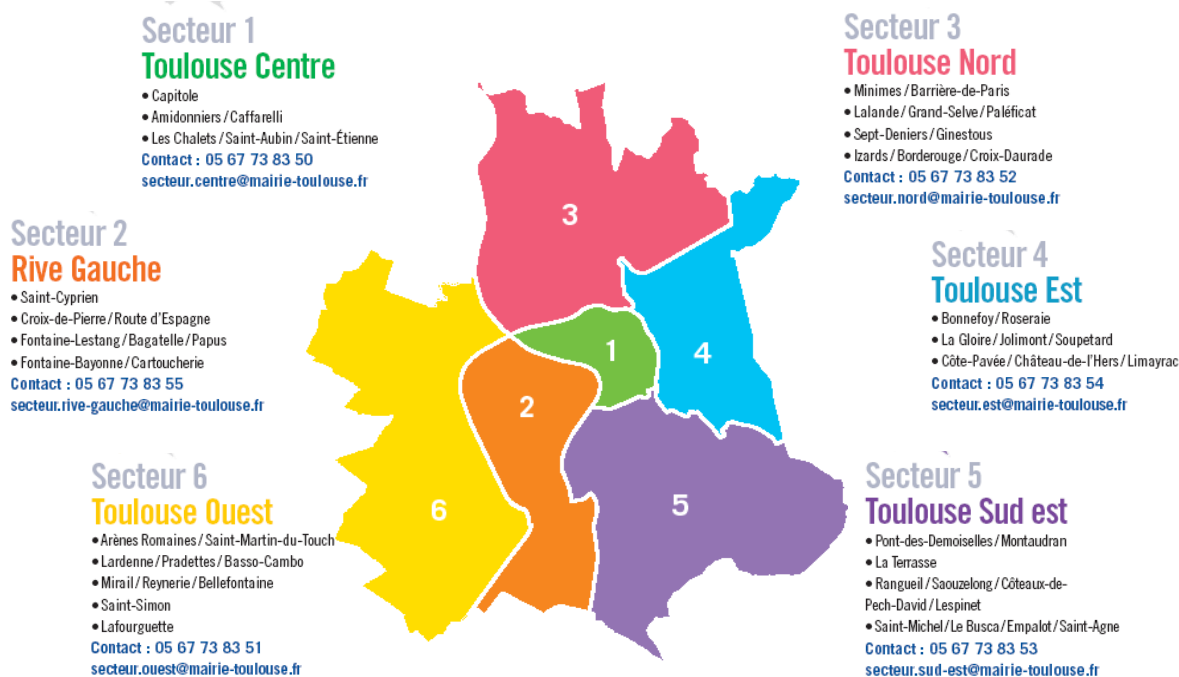 Secteur 1
Toulouse Centre
• Capitole
• Amidonniers / Caffarelli
• Les Chalets / Saint-Aubin / Saint-Étienne
Contact : 05 67 73 83 50
secteur.centre@mairie-toulouse.fr
Secteur 2
Rive Gauche
• Saint-Cyprien
• Croix-de-Pierre / Route d'Espagne
• Fontaine-Lestang / Bagatelle / Papus
• Fontaine-Bayonne / Cartoucherie
Contact : 05 67 73 83 55
secteur.rive-gauche@mairie-toulouse.fr
Secteur 6
Toulouse Ouest
• Arènes Romaines / Saint-Martin-du-Touch
• Lardenne / Pradettes / Basso-Cambo
• Mirail / Reynerie / Bellefontaine
• Saint-Simon
• Lafourguette
Contact : 05 67 73 83 51
secteur.ouest@mairie-toulouse.fr
3
1
4
2
6
5
Secteur 3
Toulouse Nord
• Minimes / Barrière-de-Paris
• Lalande / Grand-Selve / Paléficat
• Sept-Deniers / Ginestous
• Izards / Borderouge / Croix-Daurade
Contact : 05 67 73 83 52
secteur.nord@mairie-toulouse.fr
Secteur 4
Toulouse Est
• Bonnefoy / Roseraie
• La Gloire / Jolimont / Soupetard
• Côte-Pavée / Château-de-l'Hers / Limayrac
Contact : 05 67 73 83 54
secteur.est@mairie-toulouse.fr
Secteur 5
Toulouse Sud est
• Pont-des-Demoiselles / Montaudran
• La Terrasse
• Rangueil / Saouzelong / Côteaux-de-
Pech-David / Lespinet
• Saint-Michel / Le Busca / Empalot / Saint-Agne
Contact : 05 67 73 83 53
secteur.sud-est@mairie-toulouse.fr